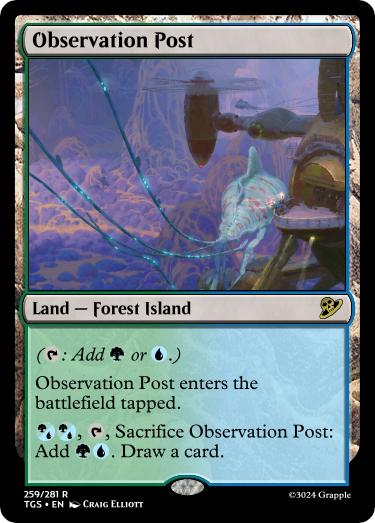 Observation Post
Land — Forest Island
(: Add or .)
Observation Post enters the
battlefield tapped.
, , Sacrifice Observation Post:
Add . Draw a card.
259/281 R
TGS • EN Craig Elliott
©3024 Grapple